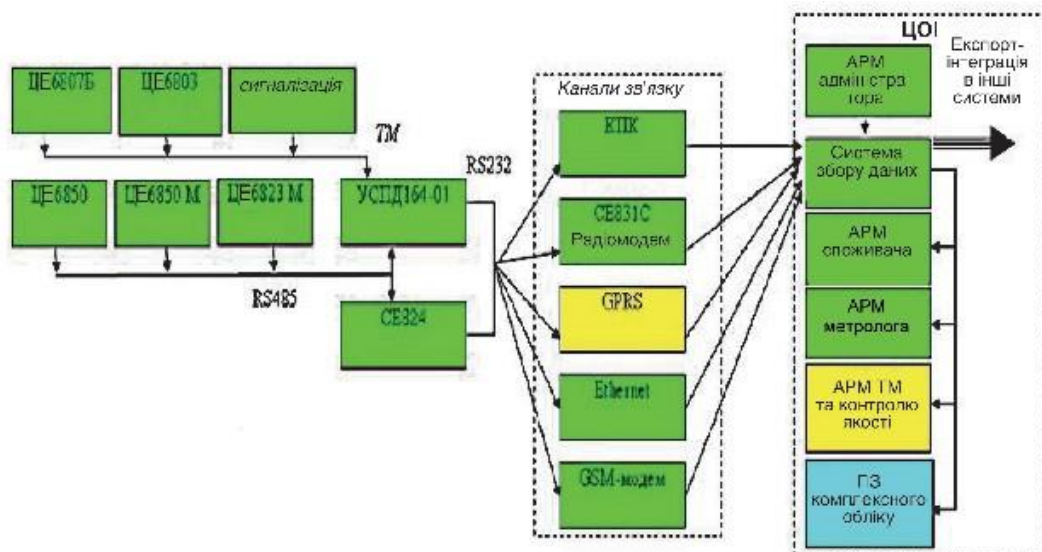 ЦОІ
Експорт-
інтеграція
в інші
системи
АРМ
адміністра
тора
ЦЕ6807Б
ЦЕ6803
сигналізація
Канали зв'язку
ТМ
RS232
КПК
Система
збору даних
ЦЕ6850
ЦЕ6850 М
ЦЕ6823 М
УСПД164-01
СЕ831С
Радіомодем
АРМ
споживача
RS485
СЕ824
GPRS
АРМ
метролога
Ethernet
АРМ ТМ
та контролю
якості
GSM-модем
ПЗ
комплексного
обліку